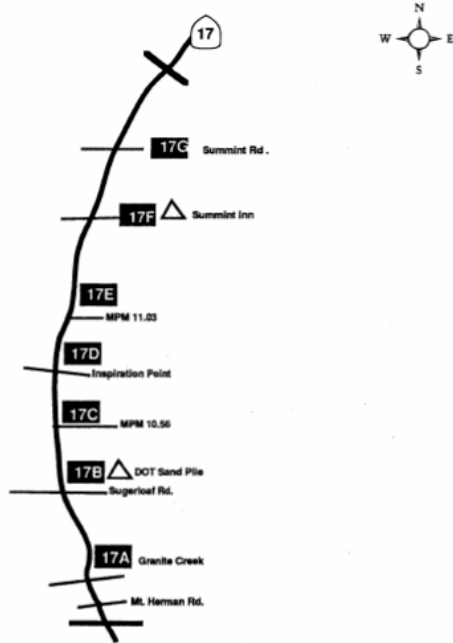 N
17
W E
S
17G Summint Rd .
17F Summint Inn
17E
MPM 11.03
17D
Inspiration Point
17C MPM 10.56
17B DOT Sand Plie
Sugerloaf Rd.
17A Granite Creek
Mt. Herman Rd.